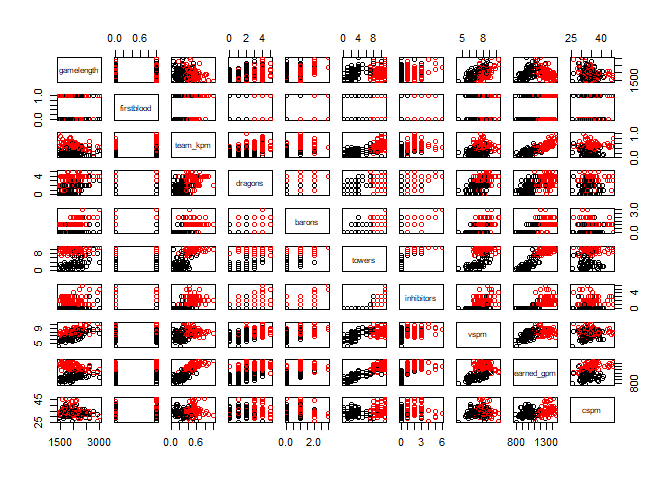 0.0 0.6 0 2 4 0 4 8 5 8 25 40
gamelength 1500
0.0 1.0 firstblood
team_kpm 0.0 1.0
0 4 dragons
barons 0.0 3.0
0 8 towers
inhibitors 0 4
5 9 vspm
earned_gpm 800
25 45 cspm
1500 3000 0.0 0.6 0.0 2.0 0 3 6 800 1300